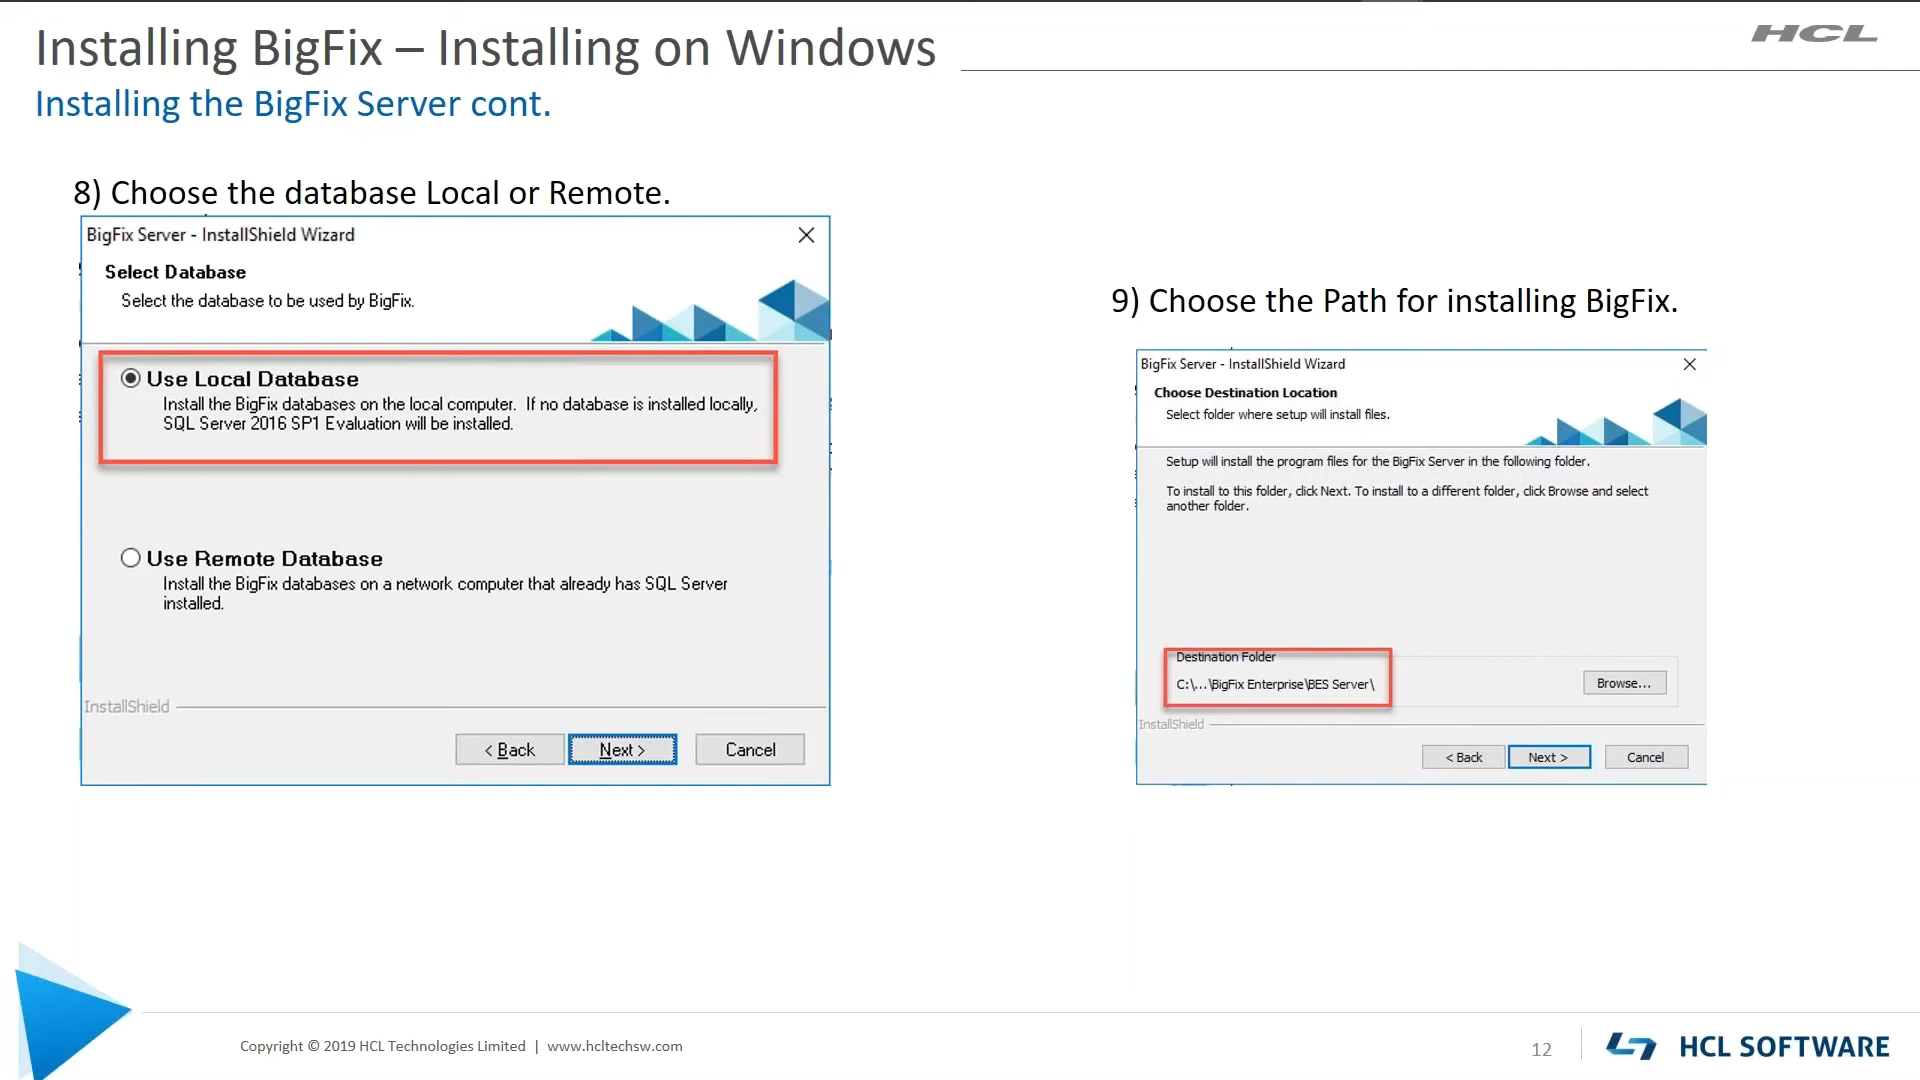 Installing BigFix – Installing on Windows
HCL
Installing the BigFix Server cont.
8) Choose the database Local or Remote.
BigFix Server - InstallShield Wizard
Select Database
Select the database to be used by BigFix.
Use Local Database
Install the BigFix databases on the local computer. If no database is installed locally,
SQL Server 2016 SP1 Evaluation will be installed.
Use Remote Database
Install the BigFix databases on a network computer that already has SQL Server
installed.
InstallShield
< Back
Next >
Cancel
9) Choose the Path for installing BigFix.
BigFix Server - InstallShield Wizard
Choose Destination Location
Select folder where setup will install files.
Setup will install the program files for the BigFix Server in the following folder.
To install to this folder, click Next. To install to a different folder, click Browse and select
another folder.
Destination Folder
C:\...\BigFix Enterprise\BES Server\
Browse...
InstallShield
< Back
Next >
Cancel
Copyright © 2019 HCL Technologies Limited | www.hcltechsw.com
12
HCL SOFTWARE